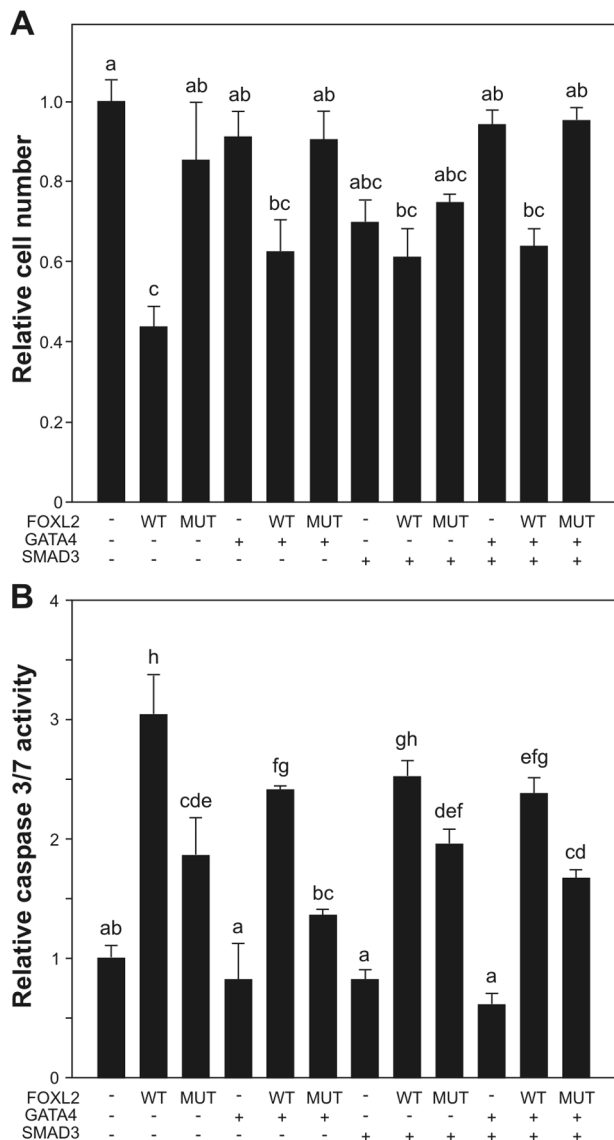 A
Relative cell number
1.0
0.8
0.6
0.4
0.2
0
a
c
ab
ab
bc
ab
abc
bc
abc
ab
bc
ab
FOXL2 - WT MUT - WT MUT - WT MUT - WT MUT
GATA4 - - - + + + - - - + + +
SMAD3 - - - - - - + + + + + +
B
Relative caspase 3/7 activity
4
3
2
1
0
ab
h
cde
a
fg
bc
a
gh
def
a
efg
cd
FOXL2 - WT MUT - WT MUT - WT MUT - WT MUT
GATA4 - - - + + + - - - + + +
SMAD3 - - - - - - + + + + + +